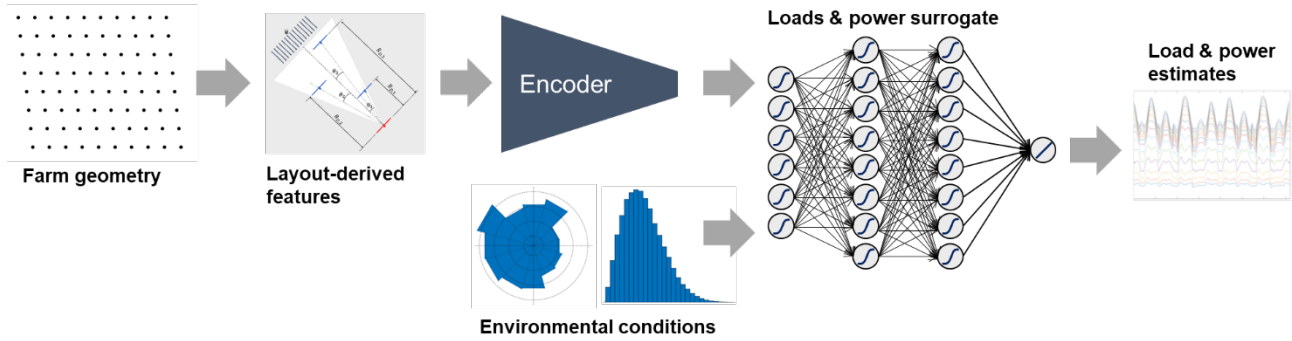 Loads & power surrogate
Load & power
estimates
Encoder
Farm geometry
Layout-derived
features
Environmental conditions